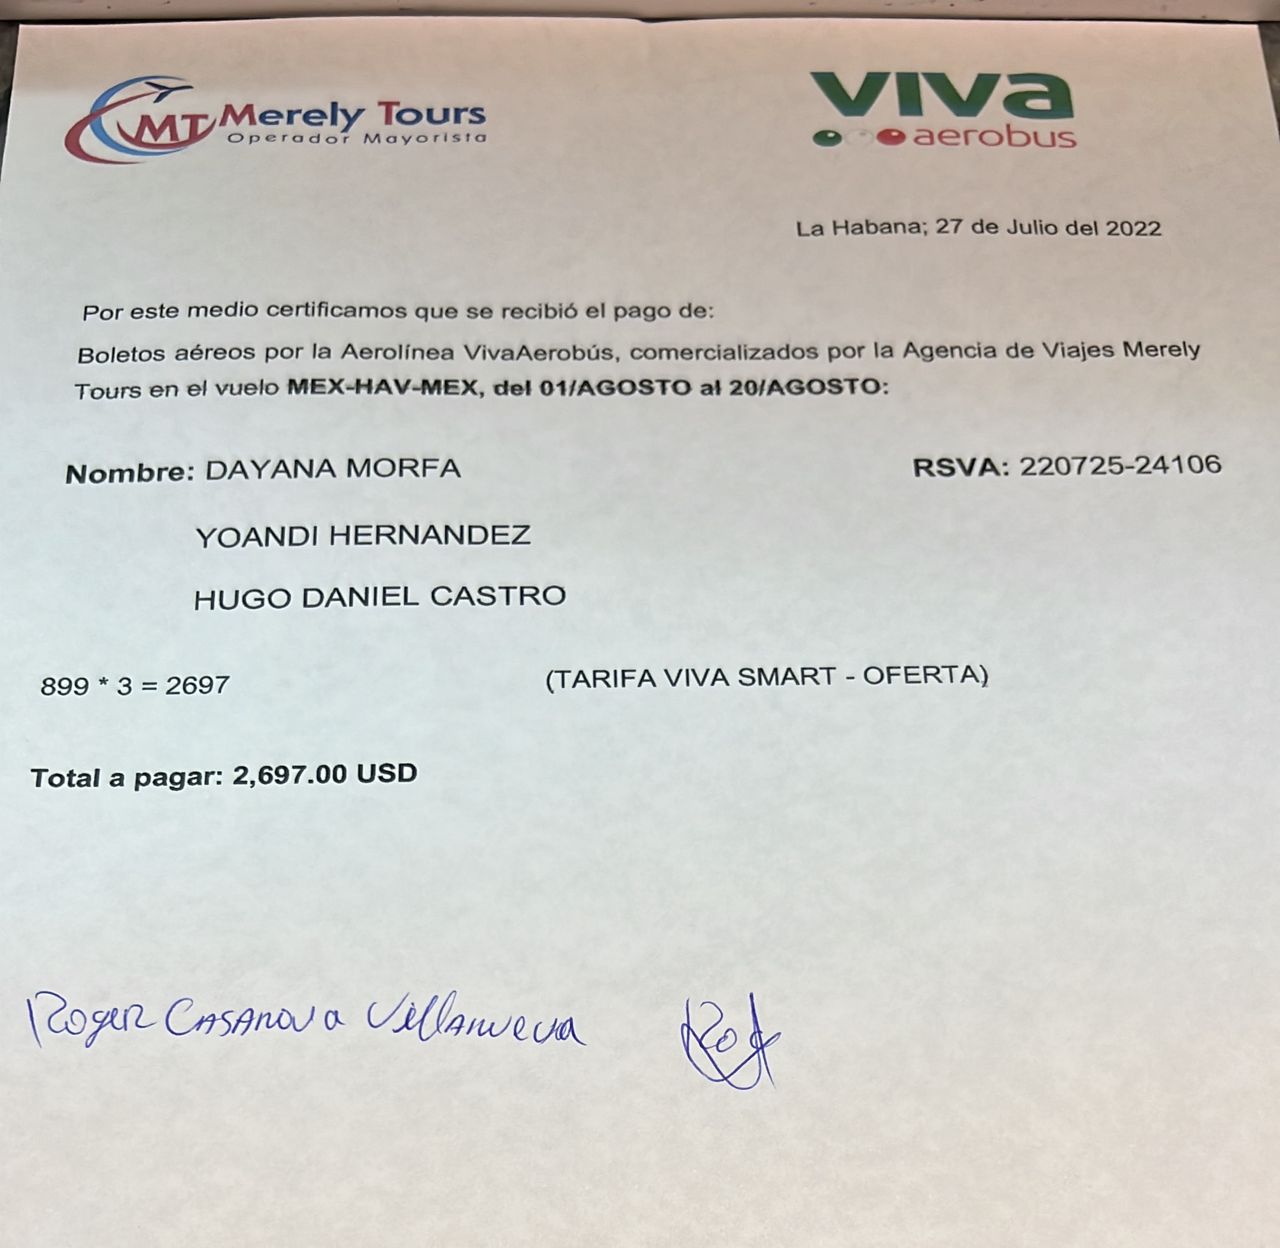 MT Merely Tours
Operador Mayorista
VIVA
aerobus
La Habana; 27 de Julio del 2022
Por este medio certificamos que se recibió el pago de:
Boletos aéreos por la Aerolínea VivaAerobús, comercializados por la Agencia de Viajes Merely
Tours en el vuelo MEX-HAV-MEX, del 01/AGOSTO al 20/AGOSTO:
Nombre: DAYANA MORFA RSVA: 220725-24106
YOANDI HERNANDEZ
HUGO DANIEL CASTRO
899 * 3 = 2697 (TARIFA VIVA SMART - OFERTA)
Total a pagar: 2,697.00 USD
Roger Casanova Villanueva